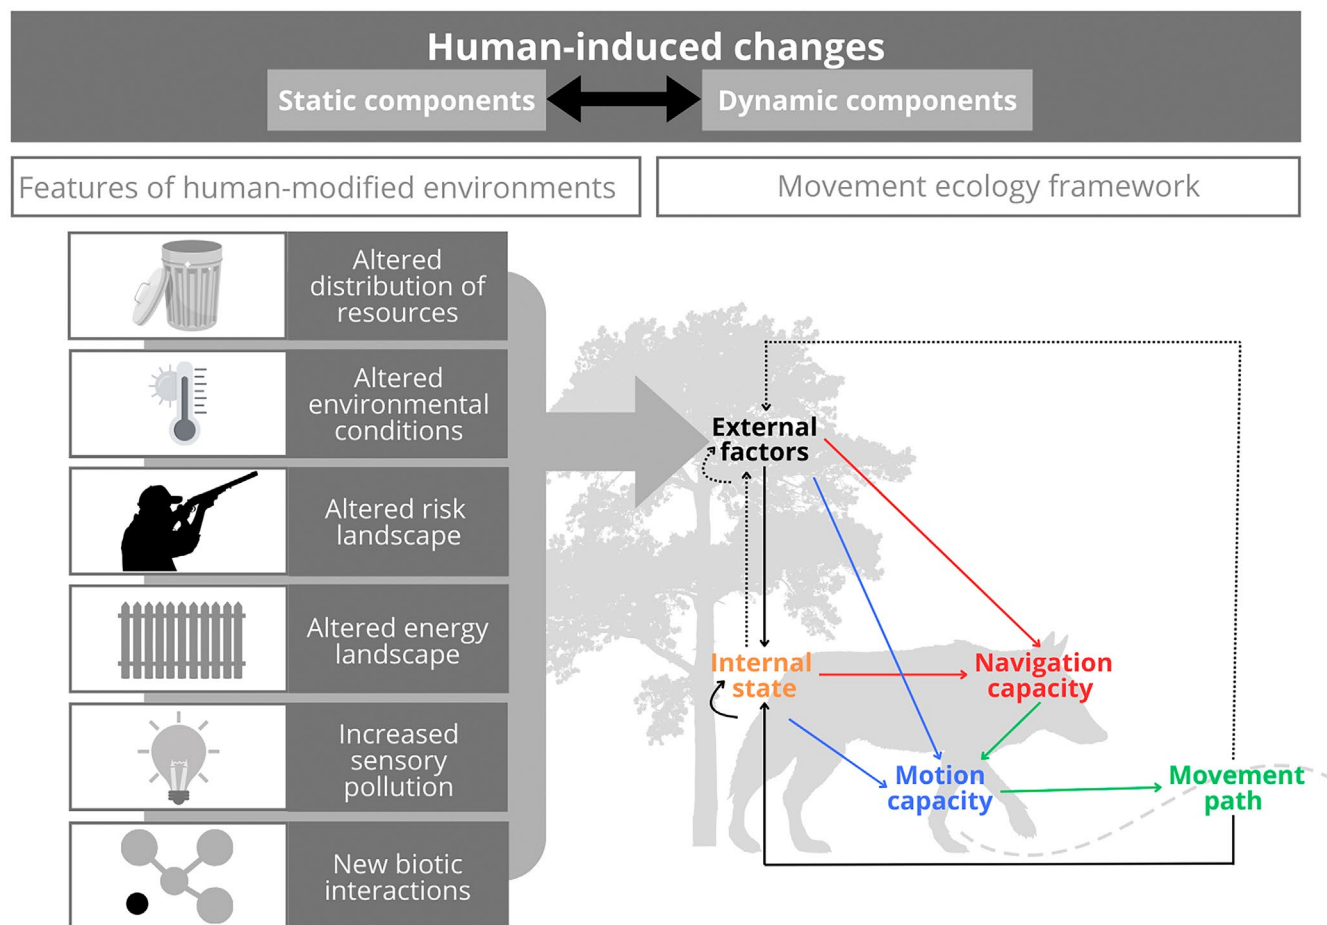 Human-induced changes
Static components
Dynamic components
Features of human-modified environments
Movement ecology framework
Altered
distribution of
resources
Altered
environmental
conditions
Altered risk
landscape
Altered energy
landscape
Increased
sensory
pollution
New biotic
interactions
External
factors
Internal
state
Navigation
capacity
Motion
capacity
Movement
path